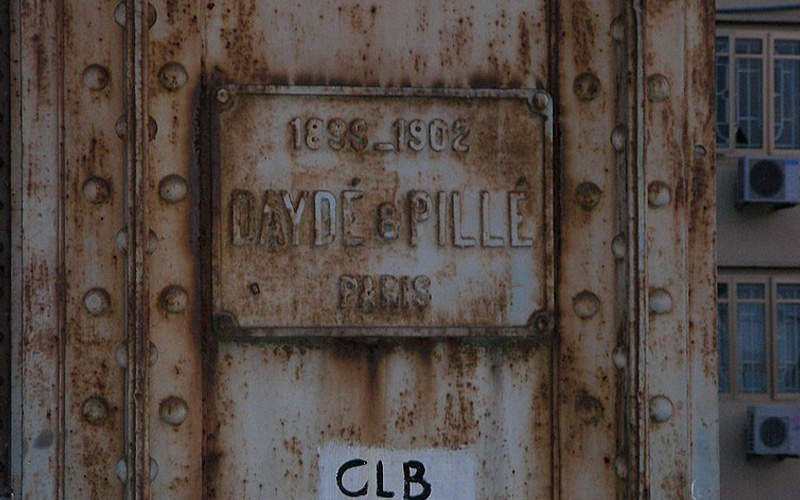 1899_1902
DAYDÉ & PILLÉ
PARIS
CLB